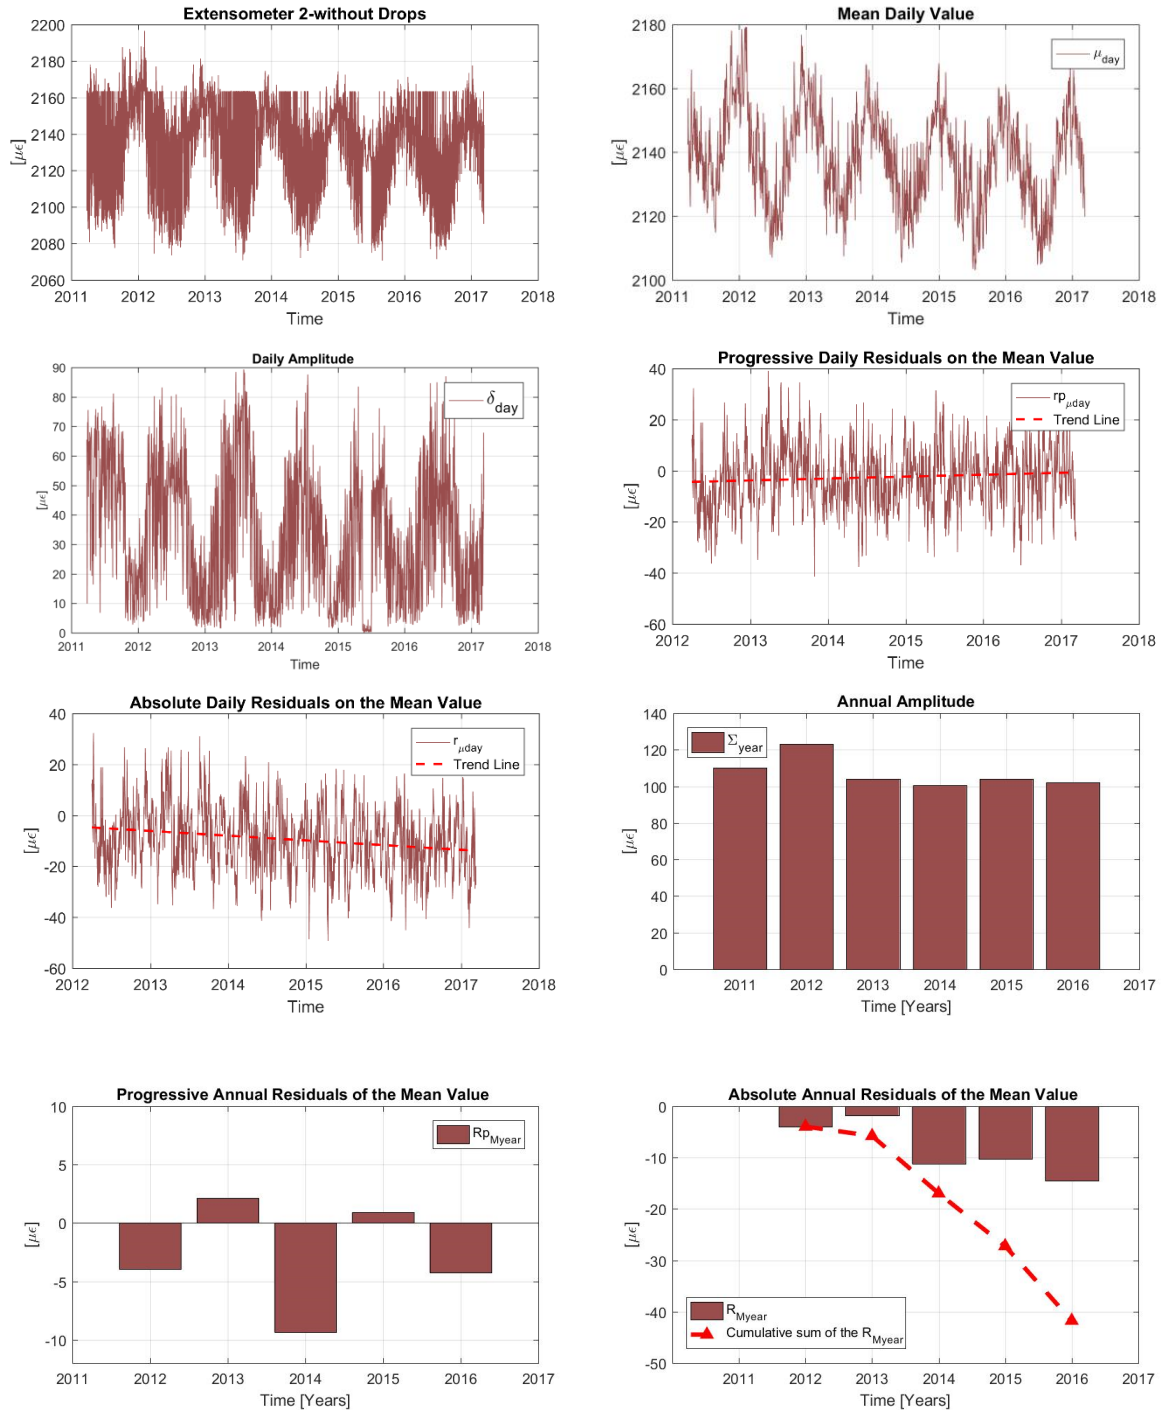 Extensometer 2-without Drops
2200
2180
2160
2140
2120
2100
2080
2060
[με]
2011 2012 2013 2014 2015 2016 2017 2018
Time
Mean Daily Value
μday
2180
2160
2140
2120
2100
[με]
2011 2012 2013 2014 2015 2016 2017 2018
Time
Daily Amplitude
δday
90
80
70
60
50
40
30
20
10
0
[με]
2011 2012 2013 2014 2015 2016 2017 2018
Time
Progressive Daily Residuals on the Mean Value
rpμday
Trend Line
40
20
0
-20
-40
-60
[με]
2012 2013 2014 2015 2016 2017 2018
Time
Absolute Daily Residuals on the Mean Value
rμday
Trend Line
40
20
0
-20
-40
-60
[με]
2012 2013 2014 2015 2016 2017 2018
Time
Annual Amplitude
Σyear
140
120
100
80
60
40
20
0
[με]
2011 2012 2013 2014 2015 2016 2017
Time [Years]
Progressive Annual Residuals of the Mean Value
RpMyear
10
5
0
-5
-10
[με]
2011 2012 2013 2014 2015 2016 2017
Time [Years]
Absolute Annual Residuals of the Mean Value
0
-10
-20
-30
-40
-50
[με]
RMyear
Cumulative sum of the RMyear
2011 2012 2013 2014 2015 2016 2017
Time [Years]